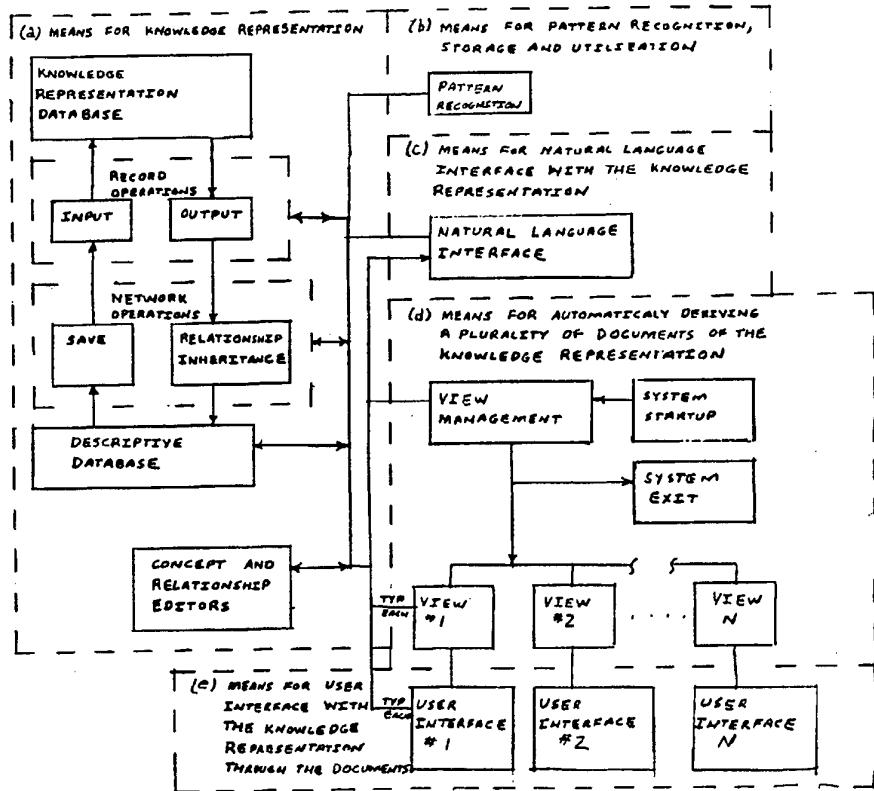 (a) MEANS FOR KNOWLEDGE REPRESENTATION
KNOWLEDGE
REPRESENTATION
DATABASE
RECORD
OPERATIONS
INPUT
OUTPUT
NETWORK
OPERATIONS
SAVE
RELATIONSHIP
INHERITANCE
DESCRIPTIVE
DATABASE
CONCEPT AND
RELATIONSHIP
EDITORS
(b) MEANS FOR PATTERN RECOGNITION,
STORAGE AND UTILIZATION
PATTERN
RECOGNITION
(c) MEANS FOR NATURAL LANGUAGE
INTERFACE WITH THE KNOWLEDGE
REPRESENTATION
NATURAL LANGUAGE
INTERFACE
(d) MEANS FOR AUTOMATICALY DERIVING
A PLURALITY OF DOCUMENTS OF THE
KNOWLEDGE REPRESENTATION
VIEW
MANAGEMENT
SYSTEM
STARTUP
SYSTEM
EXIT
TYP
EACH
VIEW
#1
VIEW
#2
. . . . .
VIEW
N
(e) MEANS FOR USER
INTERFACE WITH
THE KNOWLEDGE
REPRESENTATION
THROUGH THE DOCUMENTS
TYP
EACH
USER
INTERFACE
#1
USER
INTERFACE
#2
USER
INTERFACE
N